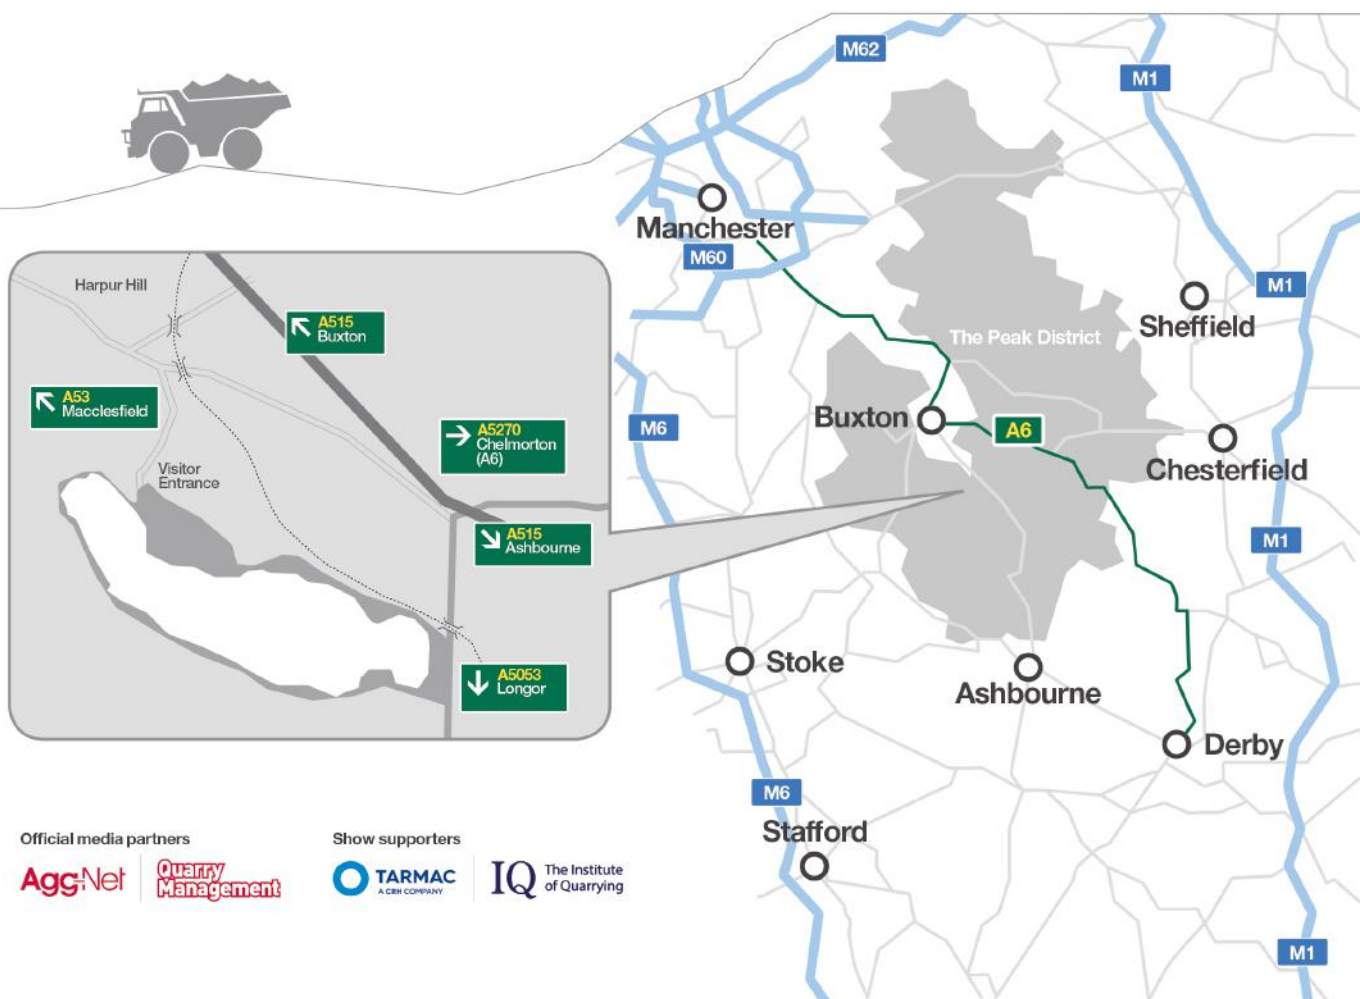 M62
M1
Manchester
M60
M1
Sheffield
The Peak District
Harpur Hill
A515
Buxton
A53
Macclesfield
A5270
Chelmorton
(A6)
Visitor
Entrance
A515
Ashbourne
A5053
Longor
M6
Buxton
A6
Chesterfield
M1
Stoke
Ashbourne
Derby
M6
Stafford
M1
Official media partners
Agg-Net
Quarry
Management
Show supporters
TARMAC
A CRH COMPANY
IQ
The Institute
of Quarrying